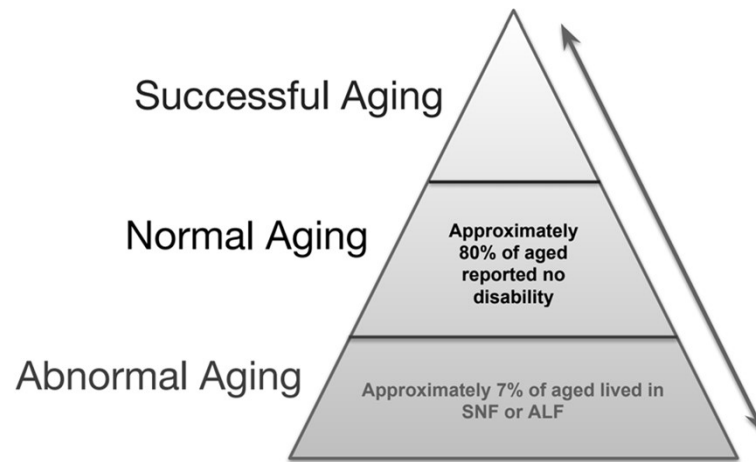 Successful Aging
Normal Aging
Approximately
80% of aged
reported no
disability
Abnormal Aging
Approximately 7% of aged lived in
SNF or ALF